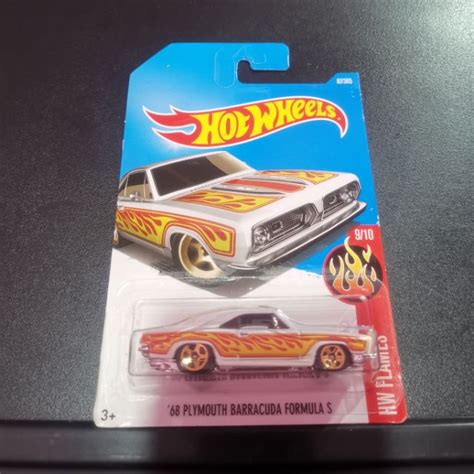 Hot Wheels
9/10
HW FLAMES
'68 PLYMOUTH BARRACUDA FORMULA S
3+